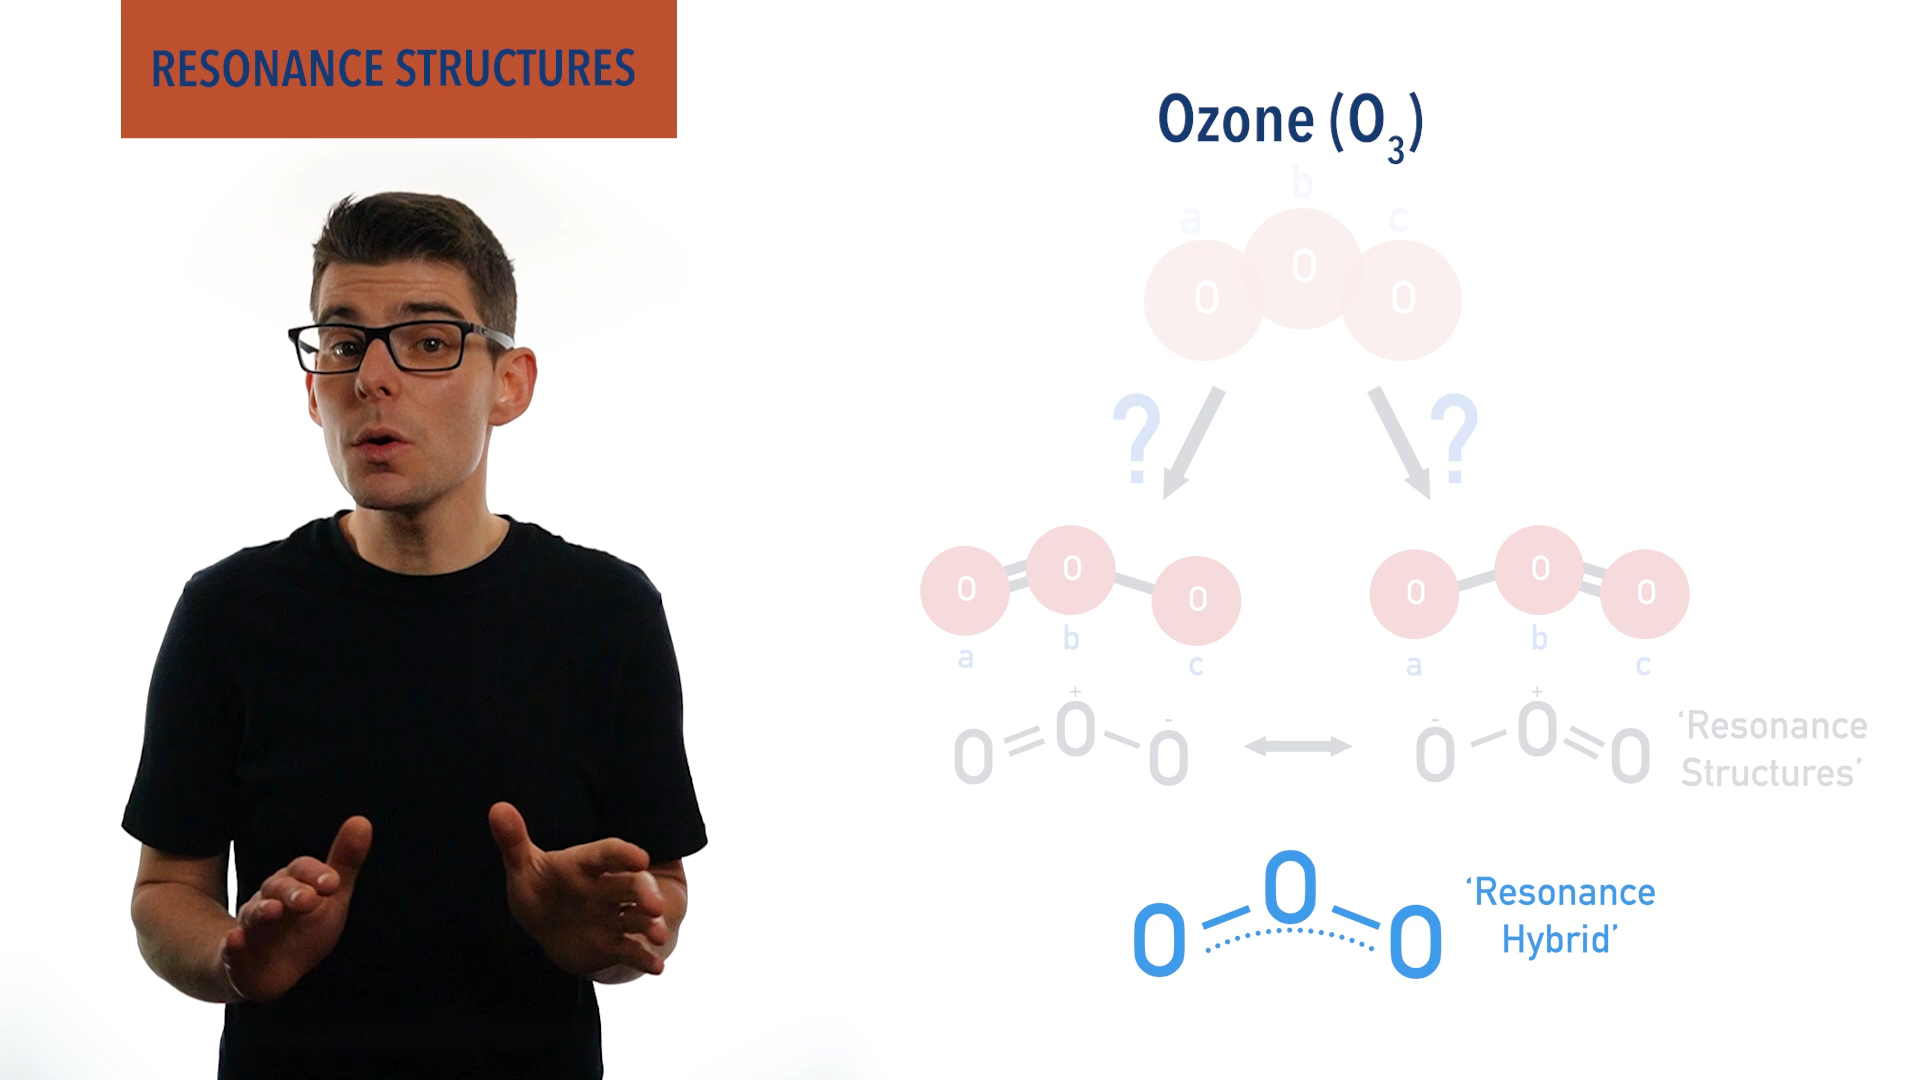 RESONANCE STRUCTURES
Ozone (O₃)
b
a c
O O O
? ?
O O O O O O
a b c a b c
+ +
- -
O O O O O O
'Resonance
Structures'
O O O
'Resonance
Hybrid'